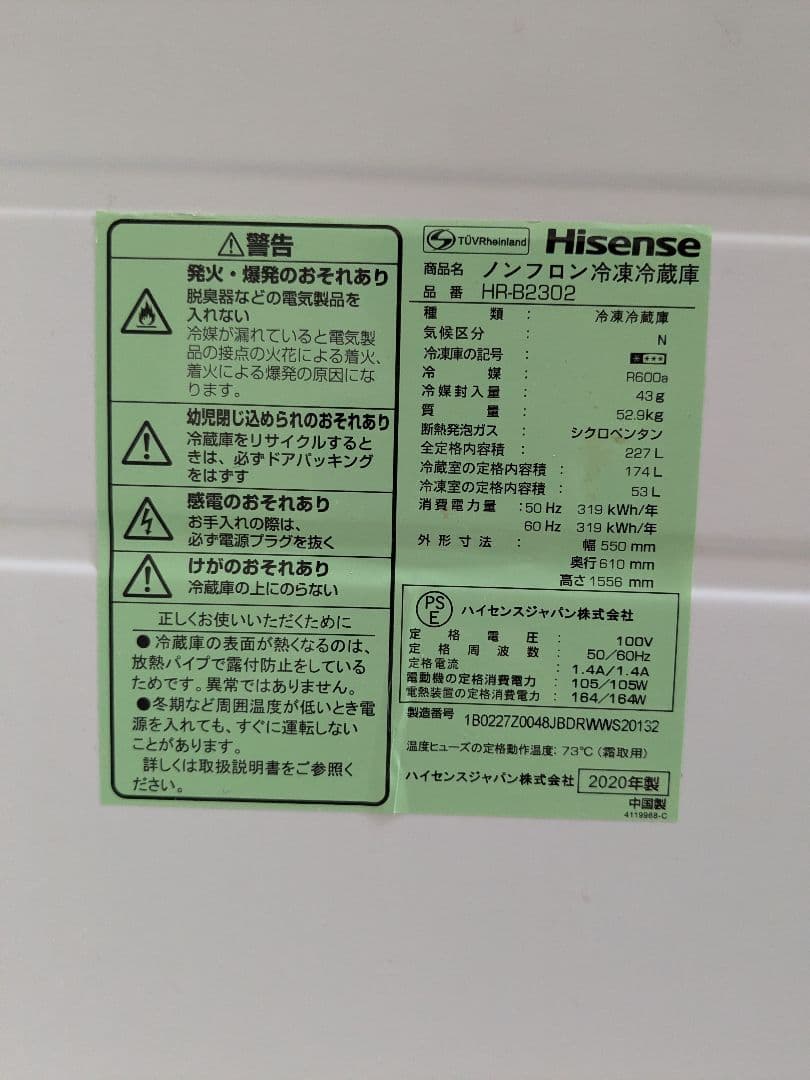 ⚠警告
発火・爆発のおそれあり
脱臭器などの電気製品を
入れない
冷媒が漏れていると電気製
品の接点の火花による着火、
着火による爆発の原因にな
ります。
幼児閉じ込められのおそれあり
冷蔵庫をリサイクルすると
きは、必ずドアパッキング
をはずす
感電のおそれあり
お手入れの際は、
必ず電源プラグを抜く
けがのおそれあり
冷蔵庫の上にのらない
正しくお使いいただくために
●冷蔵庫の表面が熱くなるのは、
放熱パイプで露付防止をしている
ためです。異常ではありません。
●冬期など周囲温度が低いとき電
源を入れても、すぐに運転しない
ことがあります。
詳しくは取扱説明書をご参照く
ださい。
TÜVRheinland Hisense
商品名 ノンフロン冷凍冷蔵庫
品番 HR-B2302
種類 : 冷凍冷蔵庫
気候区分 : N
冷凍庫の記号 : ****
冷媒 : R600a
冷媒封入量 : 43g
質量 : 52.9kg
断熱発泡ガス : シクロペンタン
全定格内容積 : 227L
冷蔵室の定格内容積 : 174L
冷凍室の定格内容積 : 53L
消費電力量 :50Hz 319kWh/年
60Hz 319kWh/年
外形寸法 : 幅550mm
奥行610mm
高さ1556mm
PSE ハイセンスジャパン株式会社
定格電圧 : 100V
定格周波数 : 50/60Hz
定格電流 : 1.4A/1.4A
電動機の定格消費電力 : 105/105W
電熱装置の定格消費電力 : 164/164W
製造番号 1B0227Z0048JBDRWWS20132
温度ヒューズの定格動作温度:73℃(霜取用)
ハイセンスジャパン株式会社 2020年製
中国製
4119968-C